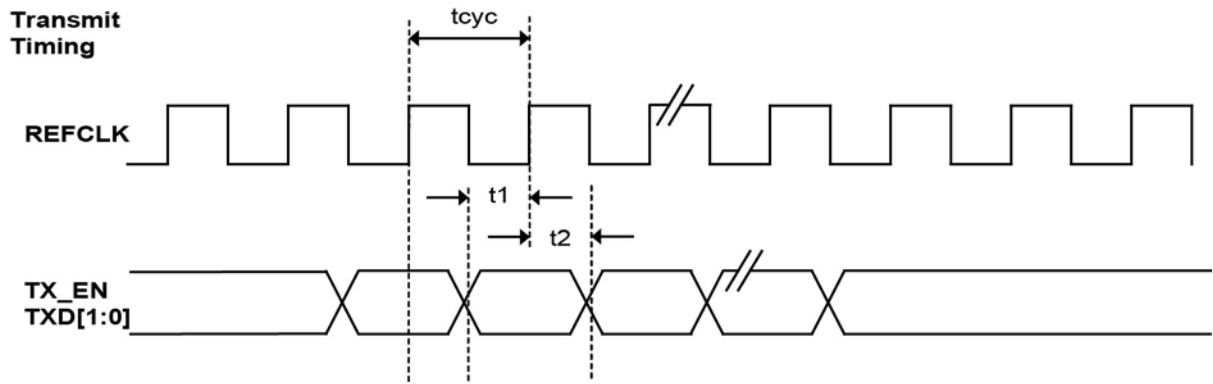 Transmit
Timing
tcyc
REFCLK
t1
t2
TX_EN
TXD[1:0]